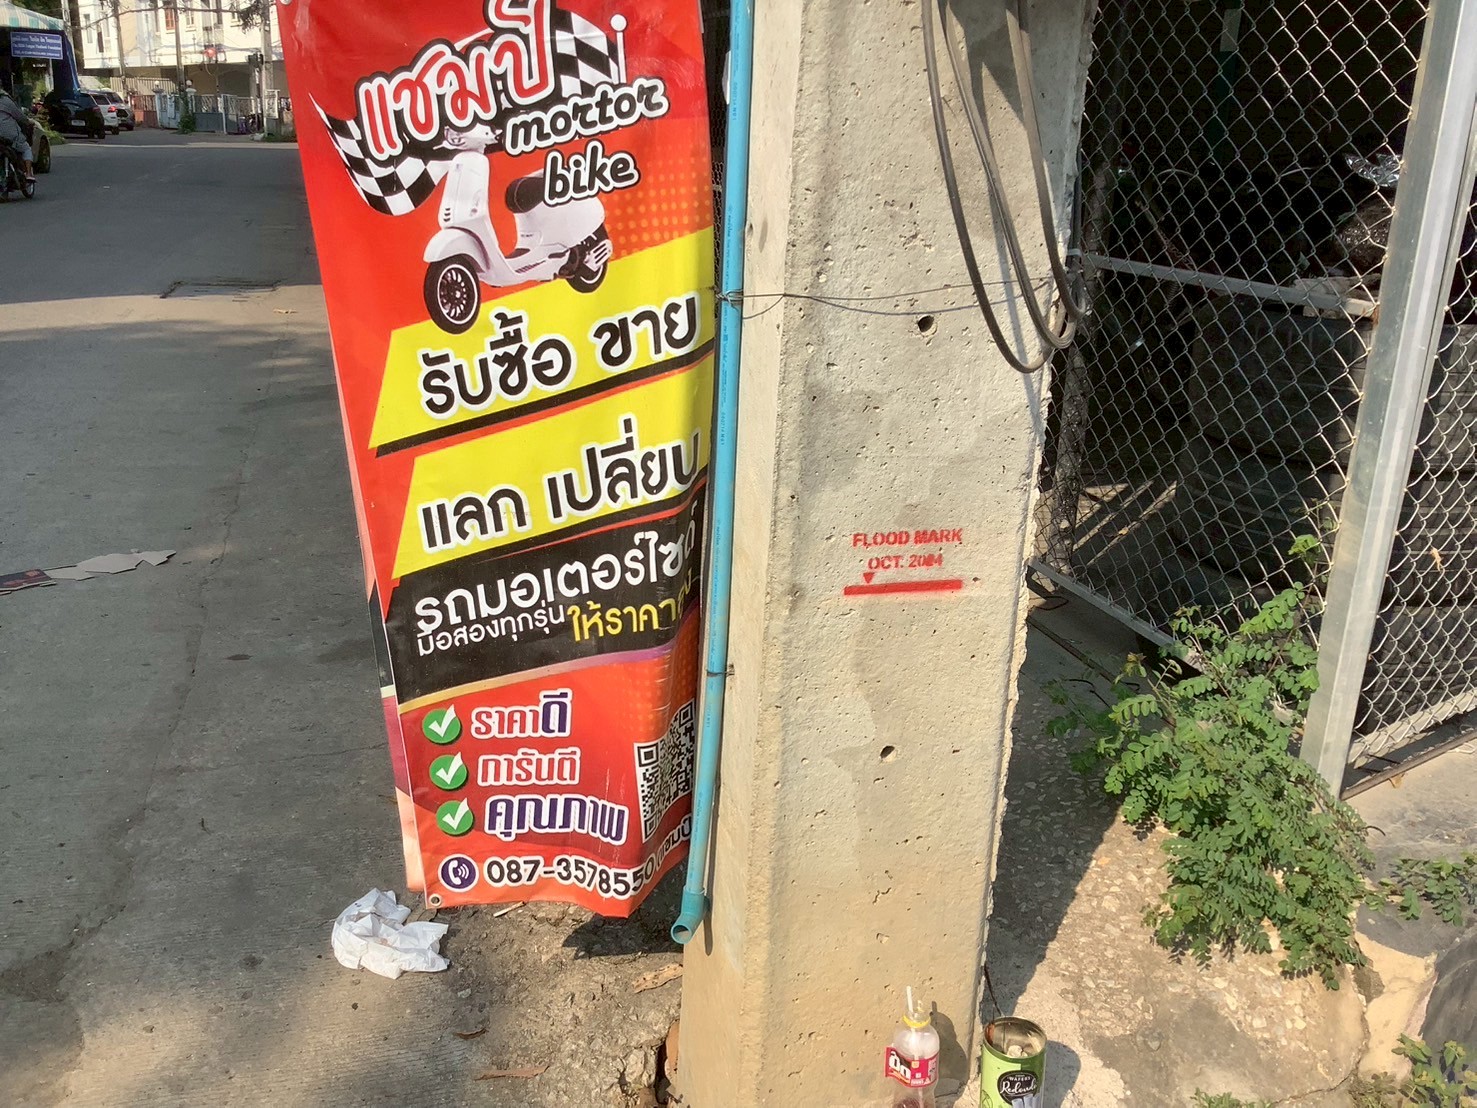 แชมป์
mortor
bike
รับซื้อ ขาย
แลก เปลี่ยน
รถมอเตอร์ไซค์
มือสองทุกรุ่น ให้ราคาสูง
ราคาดี
การันตี
คุณภาพ
087-3578550
FLOOD MARK
OCT. 2024